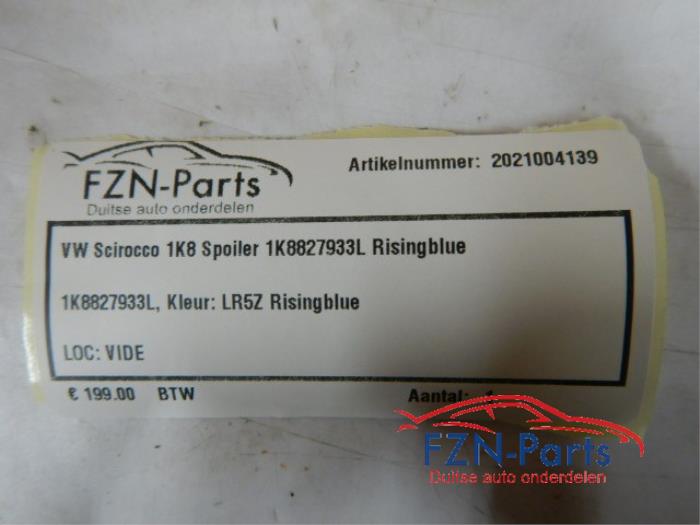 FZN-Parts
Duitse auto onderdelen
Artikelnummer: 2021004139
VW Scirocco 1K8 Spoiler 1K8827933L Risingblue
1K8827933L, Kleur: LR5Z Risingblue
LOC: VIDE
€ 199.00 BTW
Aantal: 1
FZN-Parts
Duitse auto onderdelen